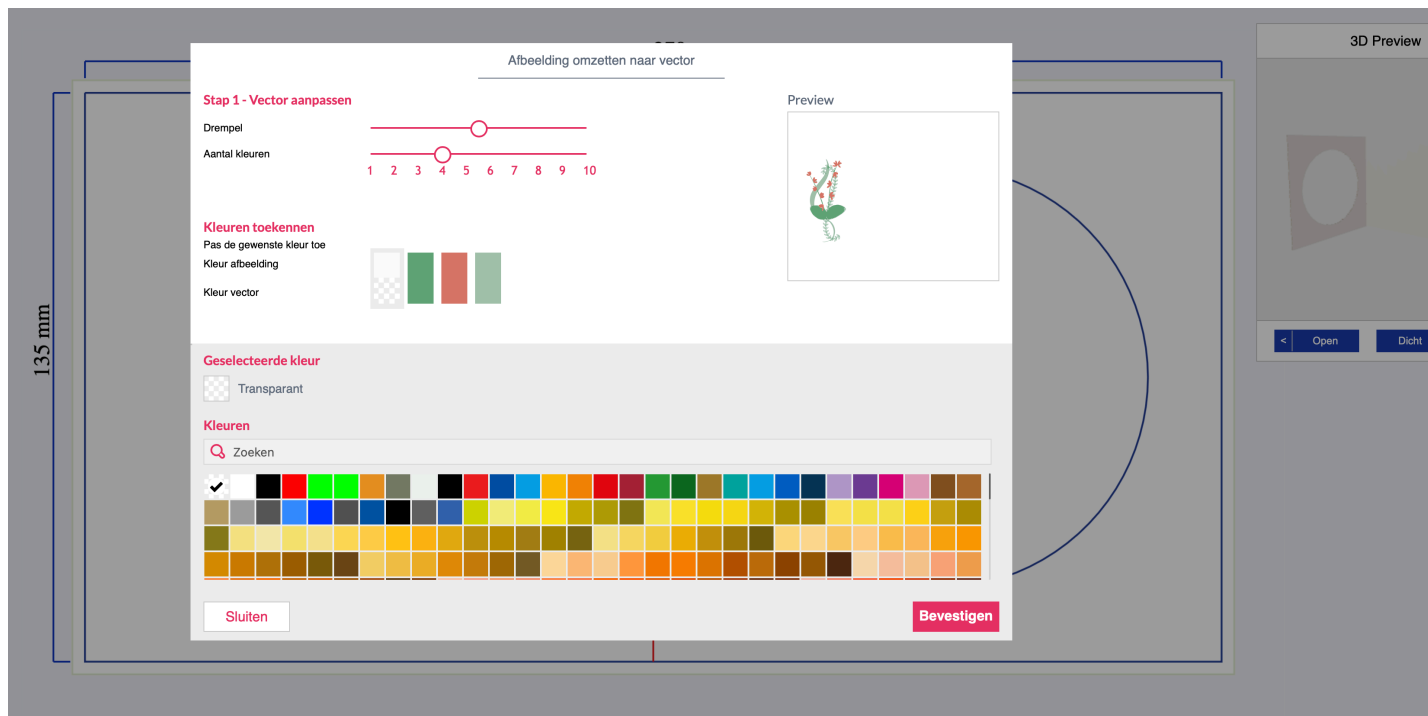 Afbeelding omzetten naar vector
3D Preview
Stap 1 - Vector aanpassen
Preview
Drempel
Aantal kleuren
1 2 3 4 5 6 7 8 9 10
Kleuren toekennen
Pas de gewenste kleur toe
Kleur afbeelding
Kleur vector
135 mm
< Open Dicht
Geselecteerde kleur
Transparant
Kleuren
Zoeken
Sluiten
Bevestigen